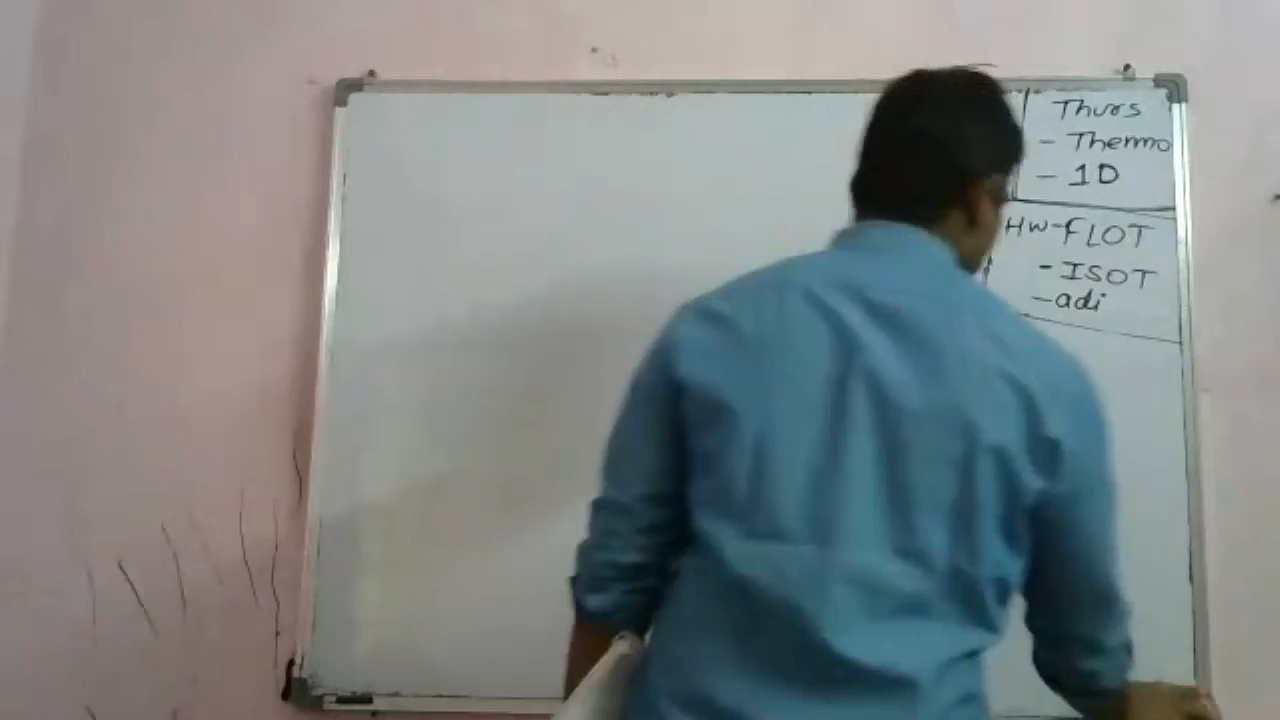 Thurs
- Thermo
- 1D
HW-FLOT
- ISOT
- adi